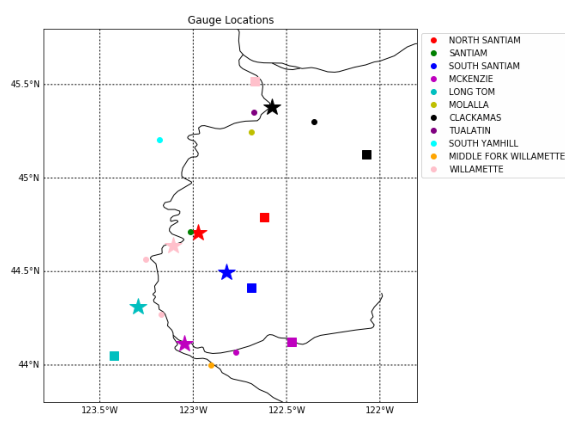 Gauge Locations
45.5°N
45°N
44.5°N
44°N
123.5°W
123°W
122.5°W
122°W
NORTH SANTIAM
SANTIAM
SOUTH SANTIAM
MCKENZIE
LONG TOM
MOLALLA
CLACKAMAS
TUALATIN
SOUTH YAMHILL
MIDDLE FORK WILLAMETTE
WILLAMETTE